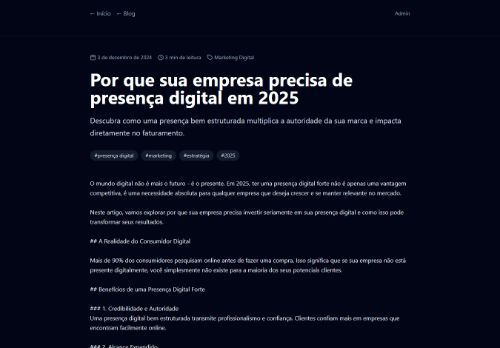 ← Início ← Blog
Admin
3 de dezembro de 2024 3 min de leitura Marketing Digital
Por que sua empresa precisa de
presença digital em 2025
Descubra como uma presença bem estruturada multiplica a autoridade da sua marca e impacta
diretamente no faturamento.
#presença digital #marketing #estratégia #2025
O mundo digital não é mais o futuro - é o presente. Em 2025, ter uma presença digital forte não é apenas uma vantagem
competitiva, é uma necessidade absoluta para qualquer empresa que deseja crescer e se manter relevante no mercado.
Neste artigo, vamos explorar por que sua empresa precisa investir seriamente em sua presença digital e como isso pode
transformar seus resultados.
## A Realidade do Consumidor Digital
Mais de 90% dos consumidores pesquisam online antes de fazer uma compra. Isso significa que se sua empresa não está
presente digitalmente, você simplesmente não existe para a maioria dos seus potenciais clientes.
## Benefícios de uma Presença Digital Forte
### 1. Credibilidade e Autoridade
Uma presença digital bem estruturada transmite profissionalismo e confiança. Clientes confiam mais em empresas que
encontram facilmente online.
### 2. Alcance Expandido